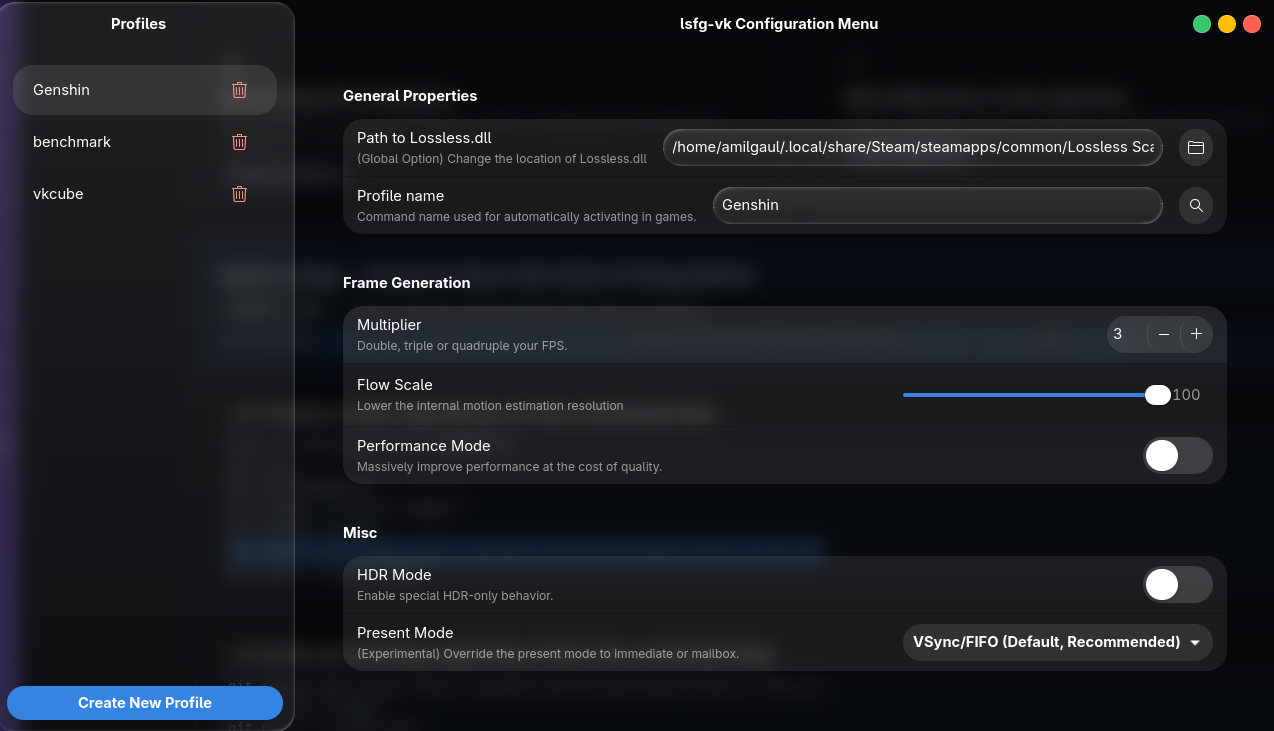 Profiles
Genshin
benchmark
vkcube
Create New Profile
lsfg-vk Configuration Menu
General Properties
Path to Lossless.dll
(Global Option) Change the location of Lossless.dll
/home/amilgaul/.local/share/Steam/steamapps/common/Lossless Sca
Profile name
Command name used for automatically activating in games.
Genshin
Frame Generation
Multiplier
Double, triple or quadruple your FPS.
3
Flow Scale
Lower the internal motion estimation resolution
100
Performance Mode
Massively improve performance at the cost of quality.
Misc
HDR Mode
Enable special HDR-only behavior.
Present Mode
(Experimental) Override the present mode to immediate or mailbox.
VSync/FIFO (Default, Recommended)